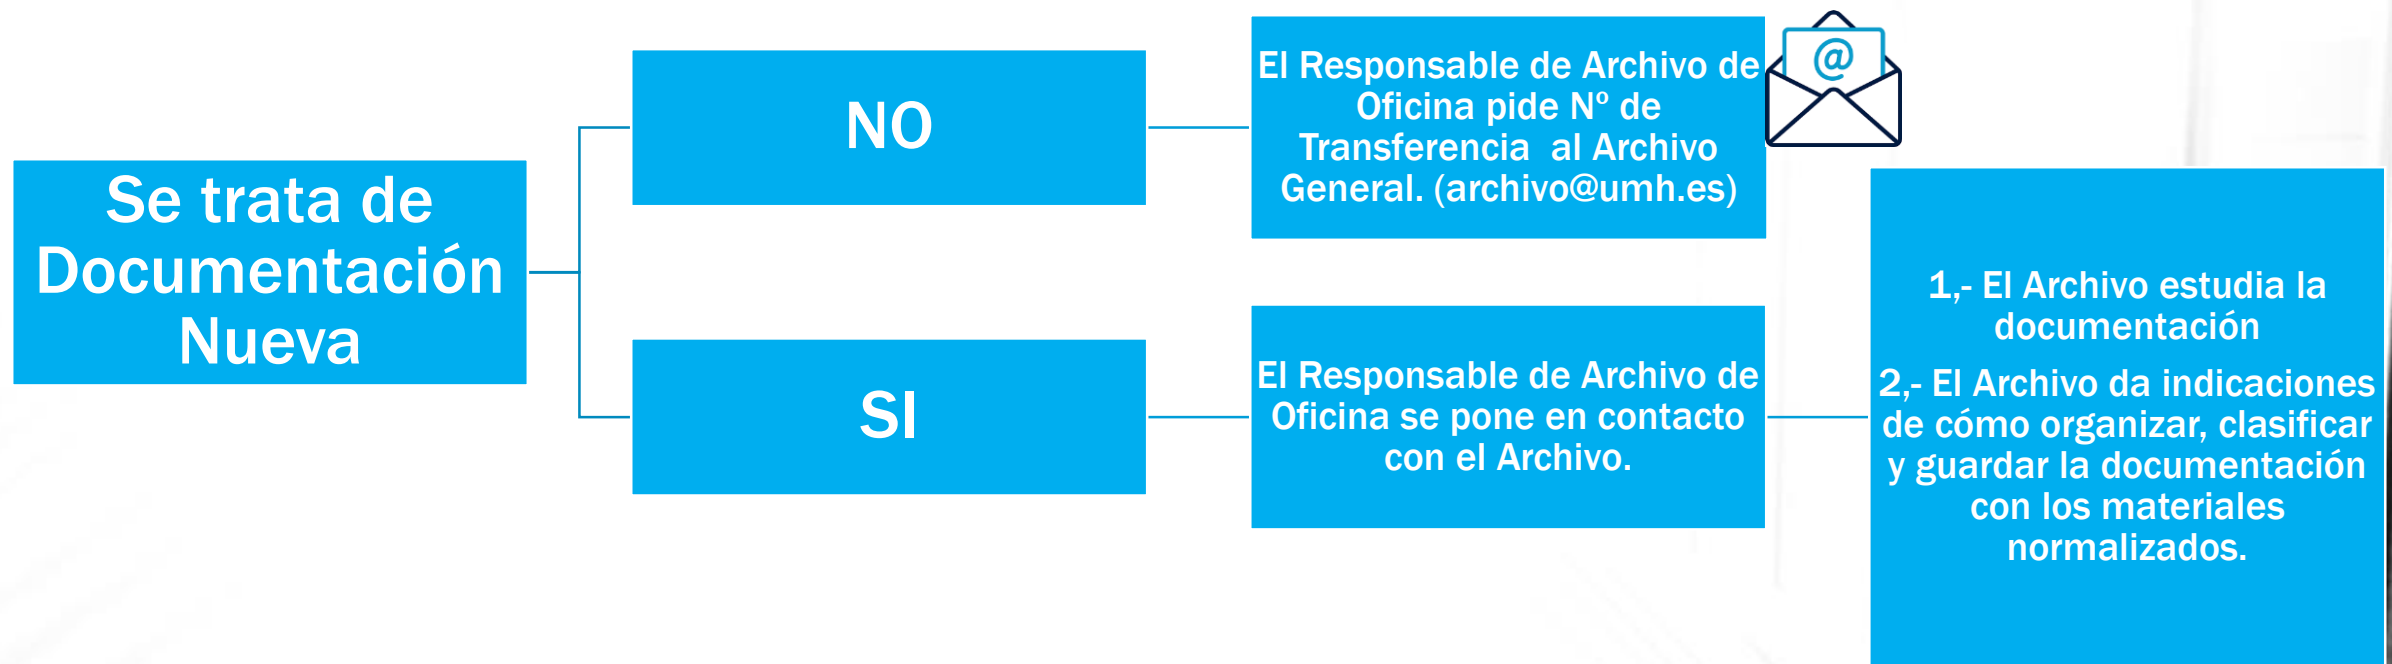 Se trata de
Documentación
Nueva
NO
El Responsable de Archivo de
Oficina pide Nº de
Transferencia al Archivo
General. (archivo@umh.es)
@
SI
El Responsable de Archivo de
Oficina se pone en contacto
con el Archivo.
1,- El Archivo estudia la
documentación
2,- El Archivo da indicaciones
de cómo organizar, clasificar
y guardar la documentación
con los materiales
normalizados.